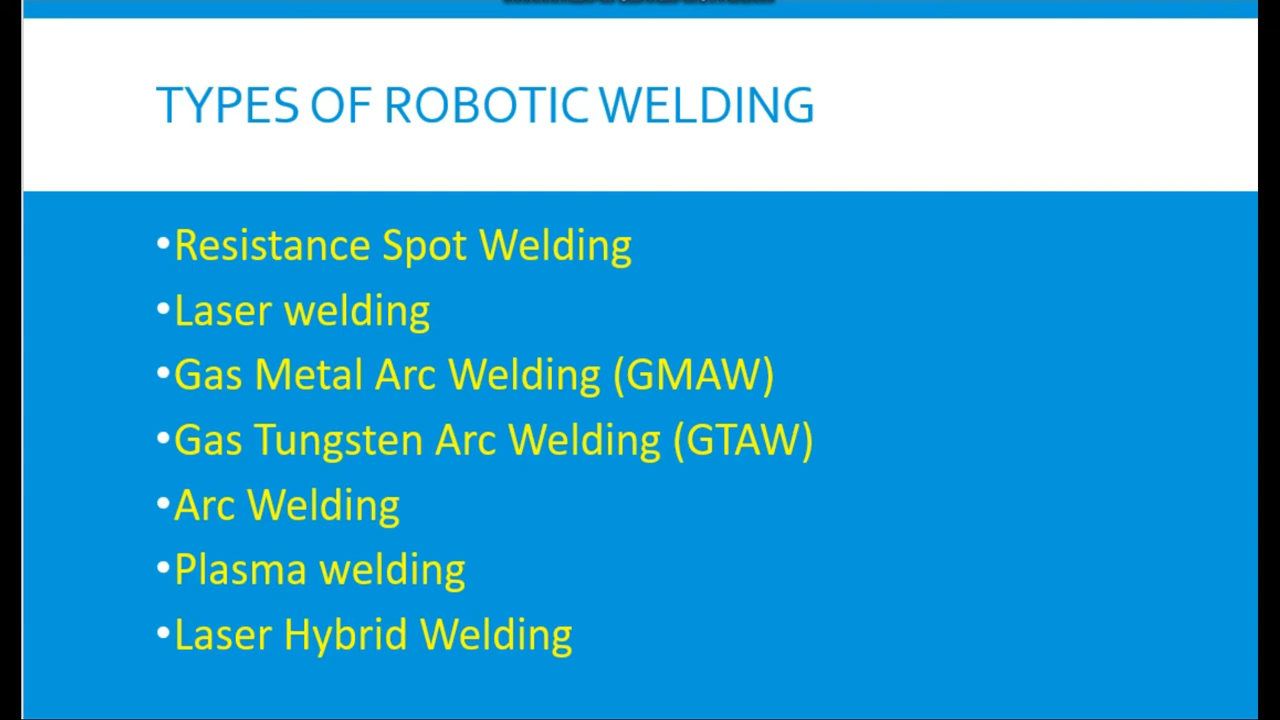 TYPES OF ROBOTIC WELDING
•Resistance Spot Welding
•Laser welding
•Gas Metal Arc Welding (GMAW)
•Gas Tungsten Arc Welding (GTAW)
•Arc Welding
•Plasma welding
•Laser Hybrid Welding